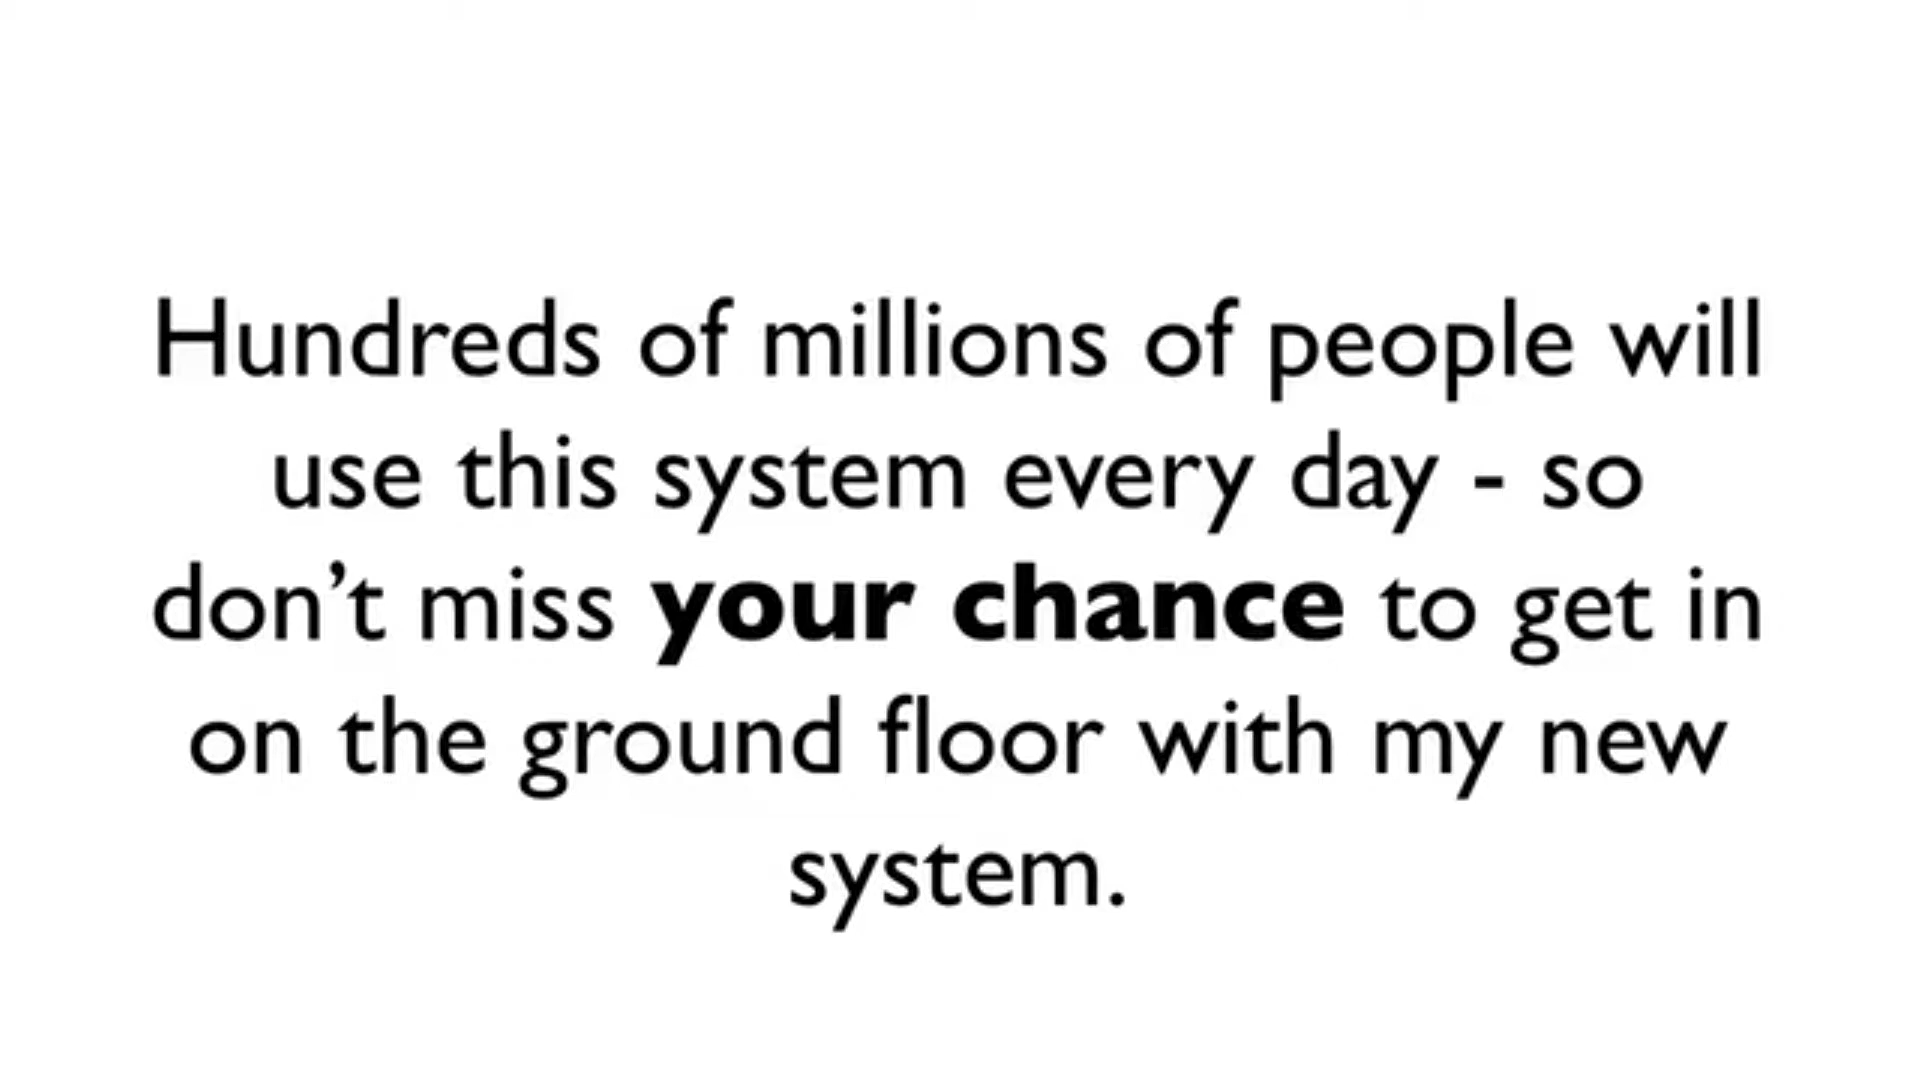 Hundreds of millions of people will
use this system every day - so
don’t miss your chance to get in
on the ground floor with my new
system.